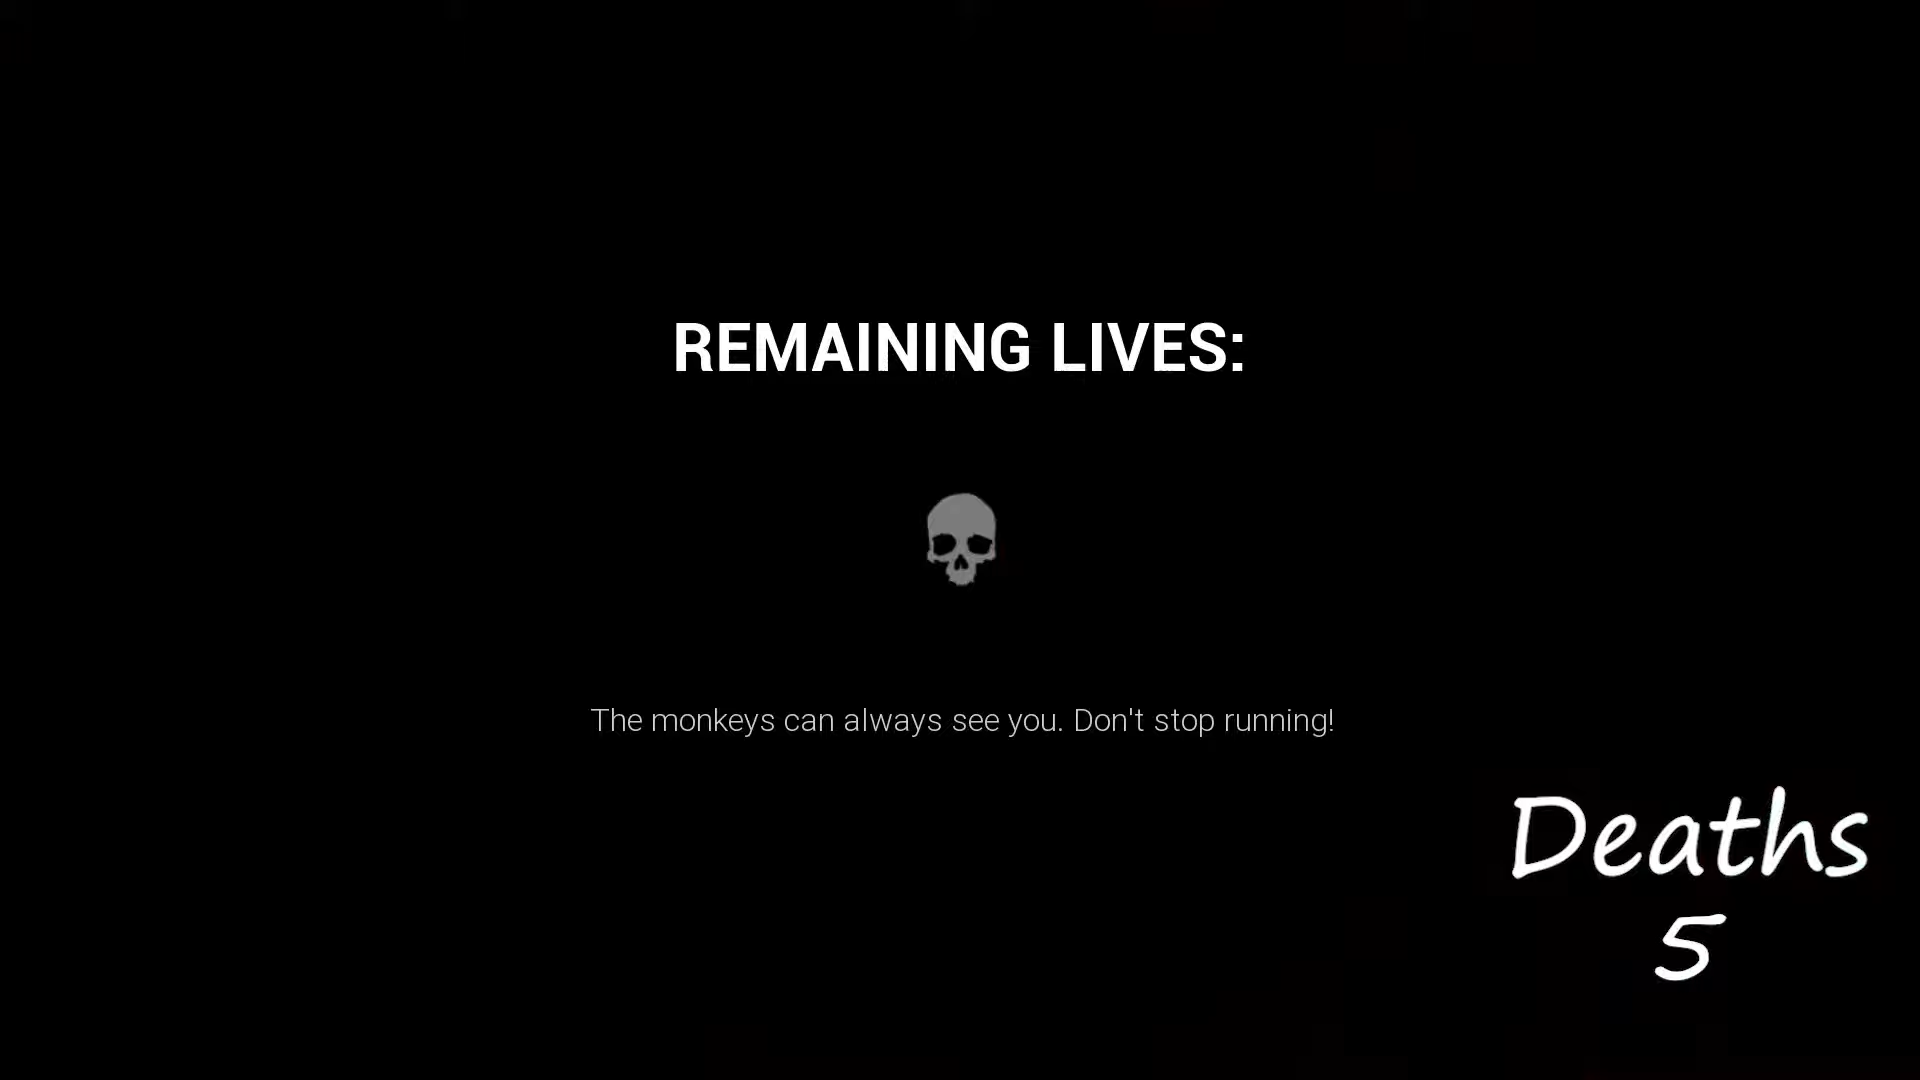 REMAINING LIVES:
The monkeys can always see you. Don't stop running!
Deaths
5